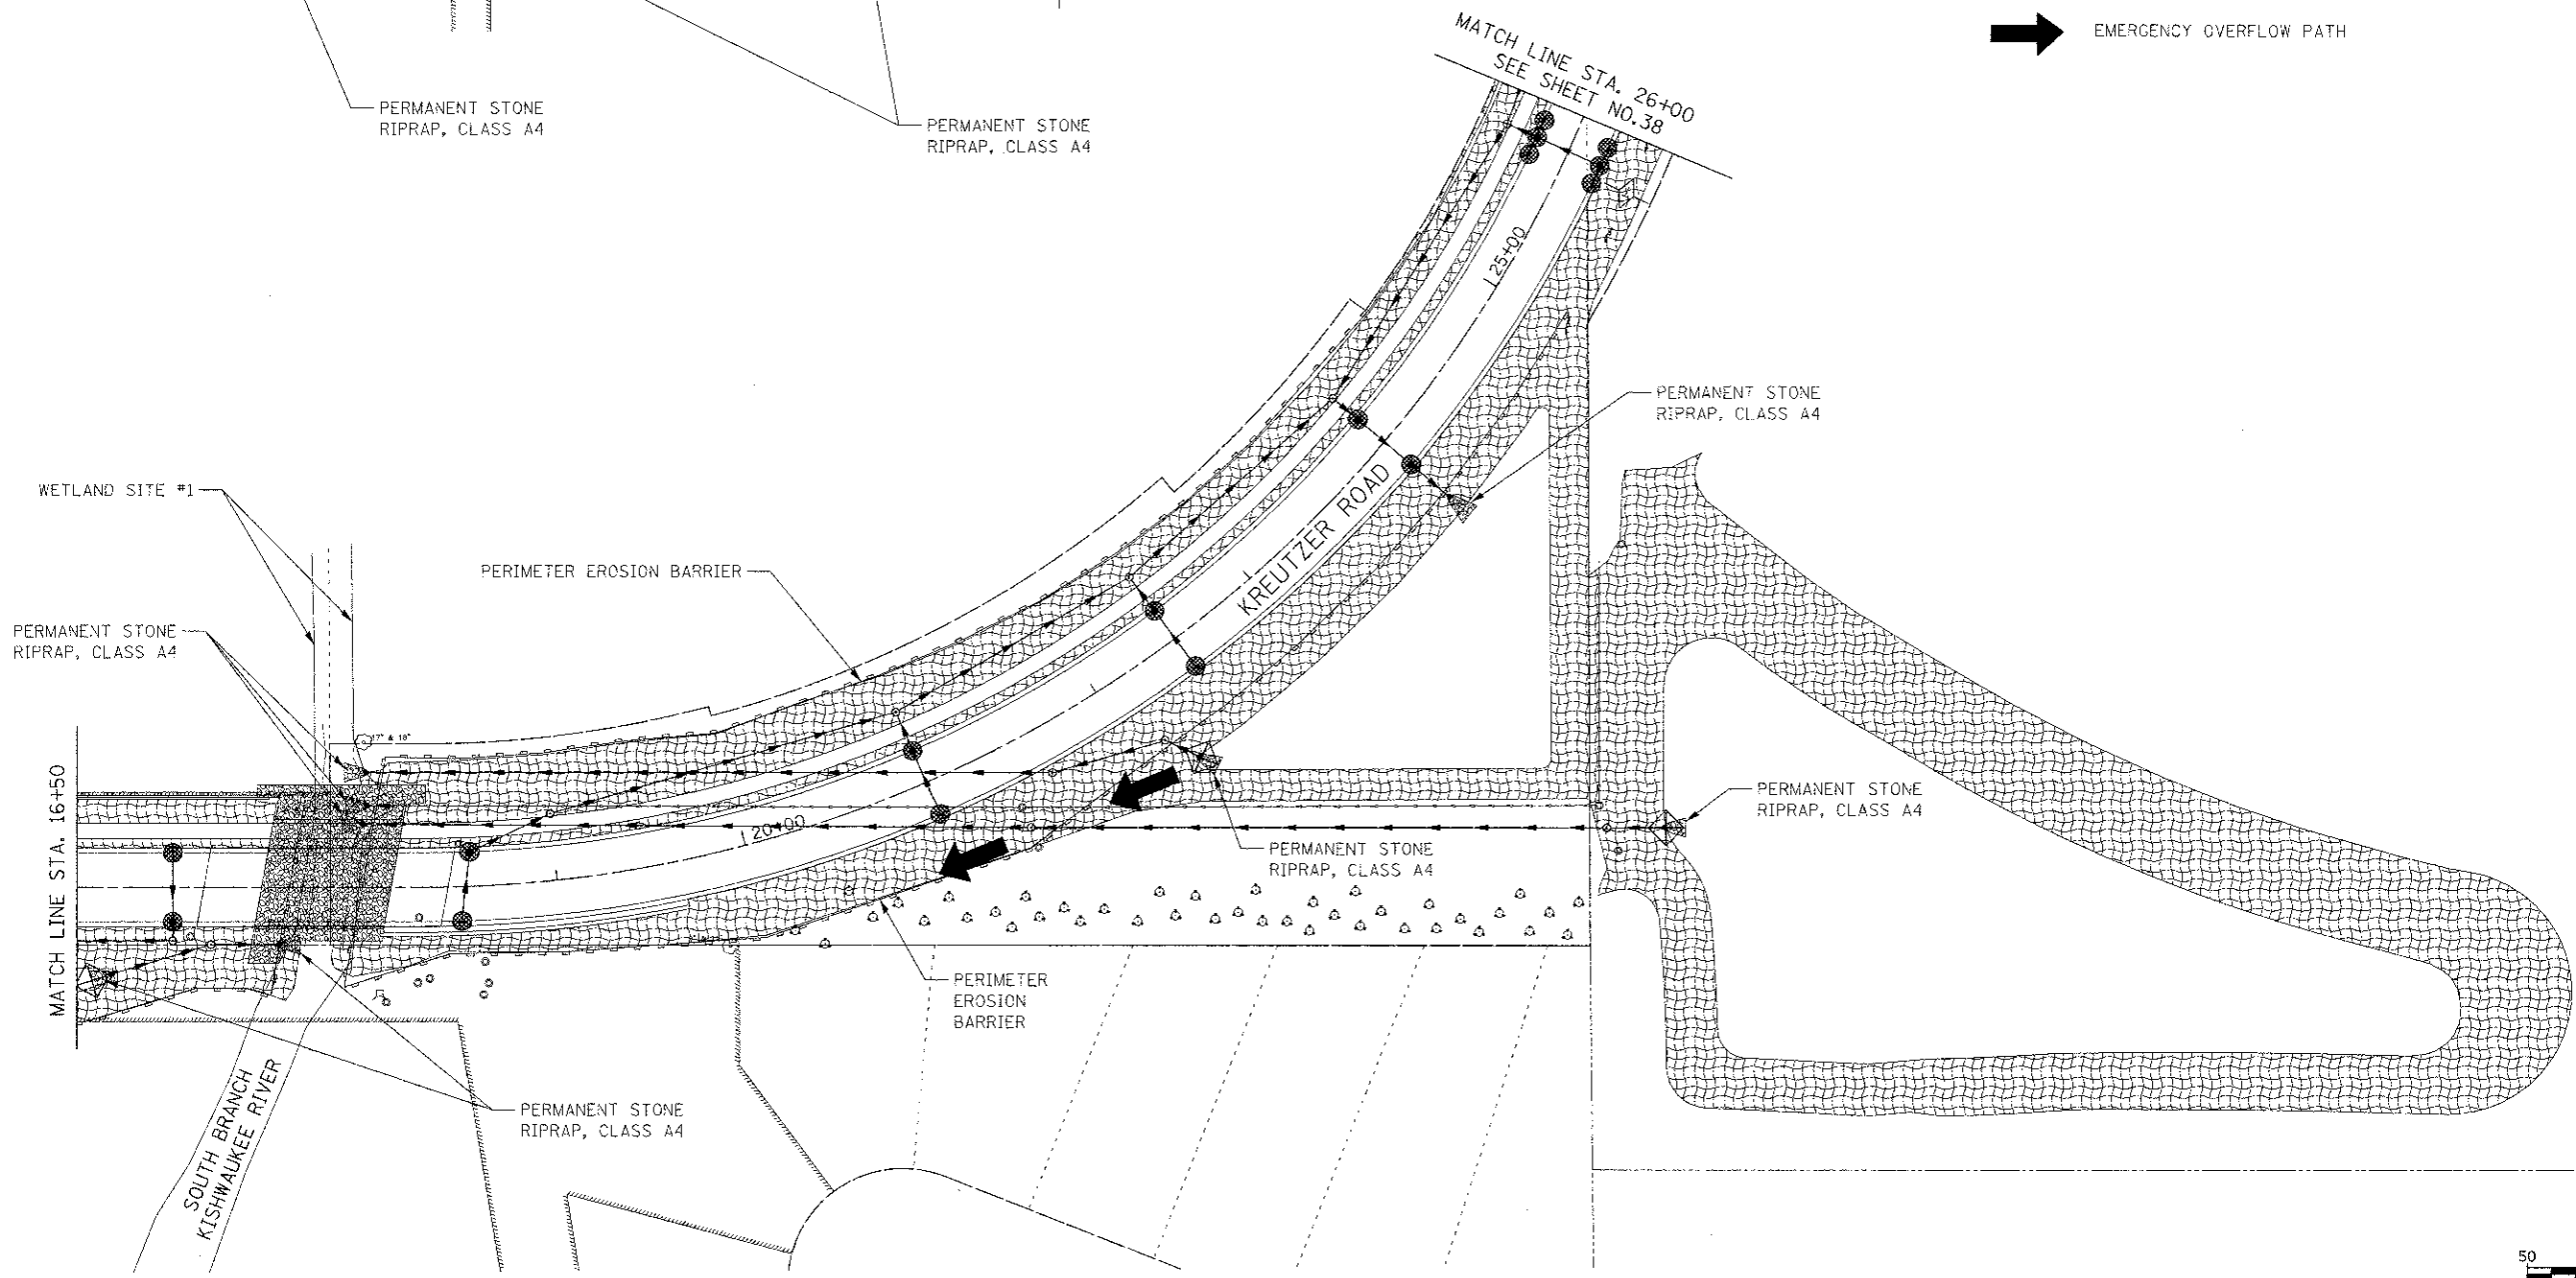 EMERGENCY OVERFLOW PATH
MATCH LINE STA. 26+00
SEE SHEET NO.38
PERMANENT STONE
RIPRAP, CLASS A4
PERMANENT STONE
RIPRAP, CLASS A4
25+00
PERMANENT STONE
RIPRAP, CLASS A4
WETLAND SITE #1
KREUTZER ROAD
PERIMETER EROSION BARRIER
PERMANENT STONE
RIPRAP, CLASS A4
17" & 18"
MATCH LINE STA. 16+50
20+00
PERMANENT STONE
RIPRAP, CLASS A4
PERMANENT STONE
RIPRAP, CLASS A4
PERIMETER
EROSION
BARRIER
SOUTH BRANCH
KISHWAUKEE RIVER
PERMANENT STONE
RIPRAP, CLASS A4
50